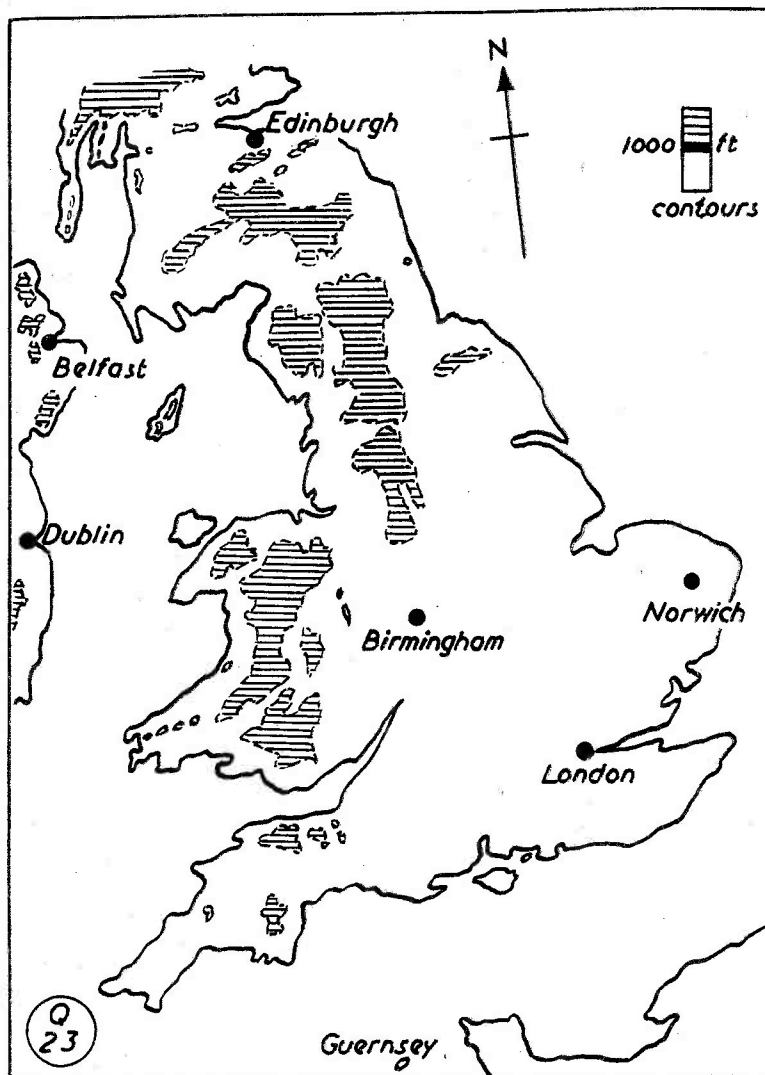 N
Edinburgh
1000 ft
contours
Belfast
Dublin
Norwich
Birmingham
London
Q
23
Guernsey